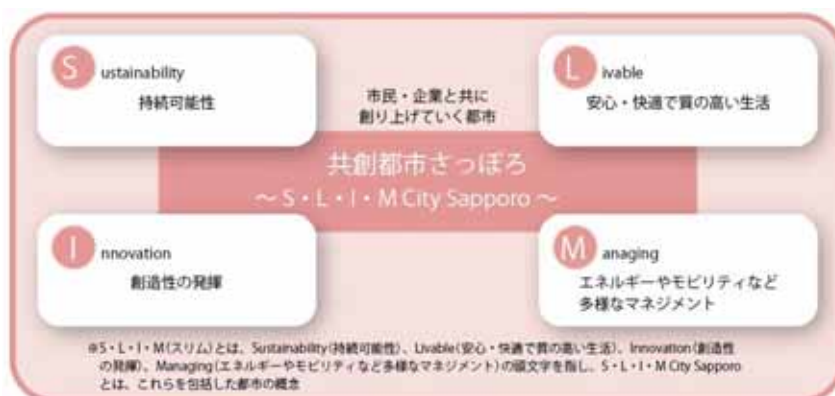 Sustainability
持続可能性
市民・企業と共に
創り上げていく都市
Livable
安心・快適で質の高い生活
共創都市さっぽろ
～ S・L・I・M City Sapporo ～
Innovation
創造性の発揮
Managing
エネルギーやモビリティなど
多様なマネジメント
※S・L・I・M（スリム）とは、Sustainability（持続可能性）、Livable（安心・快適で質の高い生活）、Innovation（創造性
の発揮）、Managing（エネルギーやモビリティなど多様なマネジメント）の頭文字を指し、S・L・I・M City Sapporo
とは、これらを包括した都市の概念